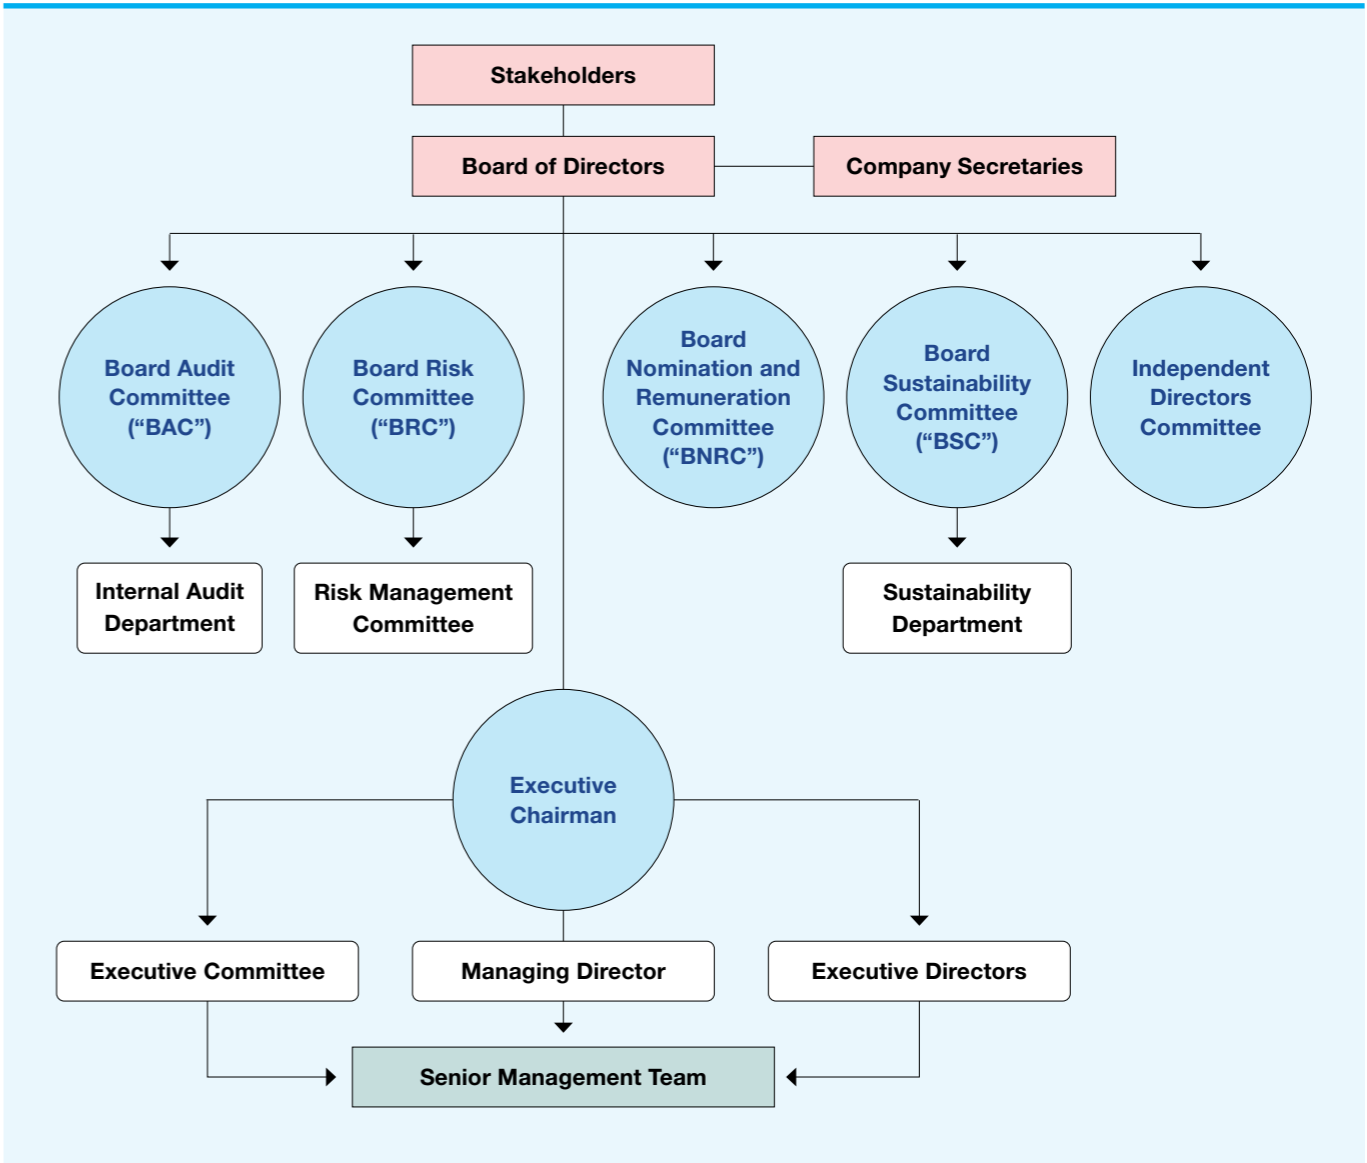 Stakeholders
Board of Directors
Company Secretaries
Board Audit
Committee
(“BAC”)
Board Risk
Committee
(“BRC”)
Board
Nomination and
Remuneration
Committee
(“BNRC”)
Board
Sustainability
Committee
(“BSC”)
Independent
Directors
Committee
Internal Audit
Department
Risk Management
Committee
Sustainability
Department
Executive
Chairman
Executive Committee
Managing Director
Executive Directors
Senior Management Team